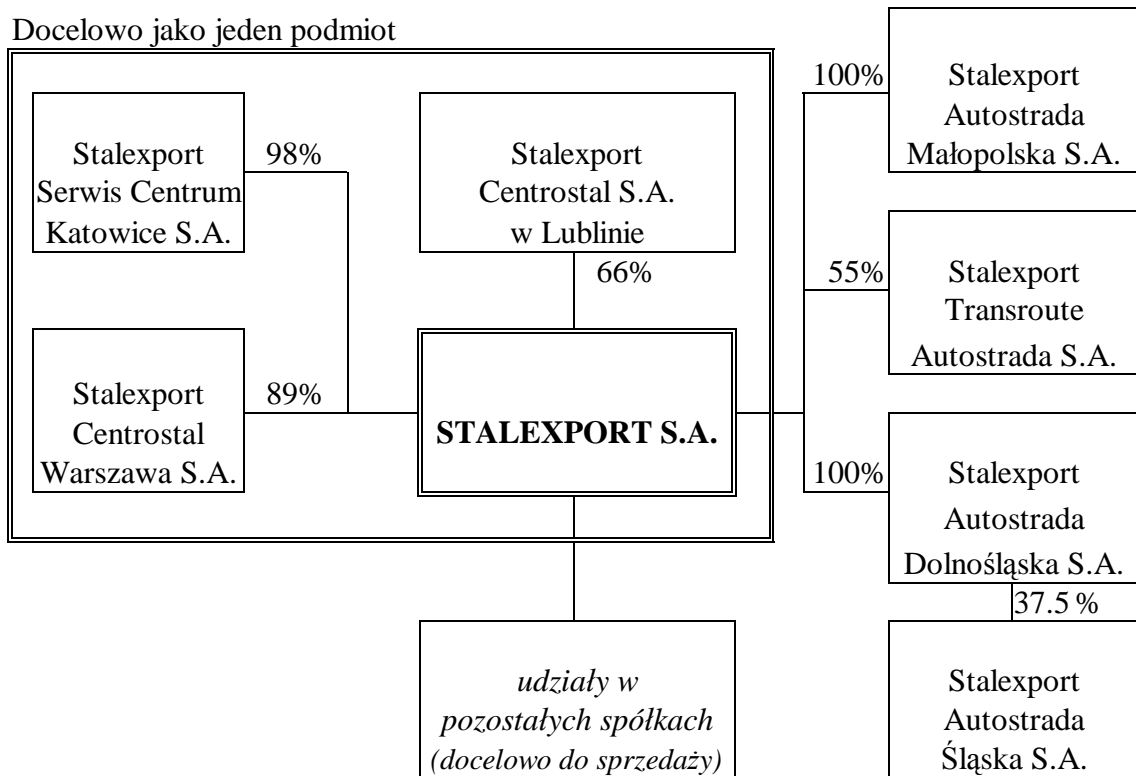 Docelowo jako jeden podmiot
Stalexport
Serwis Centrum
Katowice S.A.
98%
Stalexport
Centrostal S.A.
w Lublinie
66%
Stalexport
Centrostal
Warszawa S.A.
89%
STALEXPORT S.A.
udziały w
pozostałych spółkach
(docelowo do sprzedaży)
100%
Stalexport
Autostrada
Małopolska S.A.
55%
Stalexport
Transroute
Autostrada S.A.
100%
Stalexport
Autostrada
Dolnośląska S.A.
37.5 %
Stalexport
Autostrada
Śląska S.A.